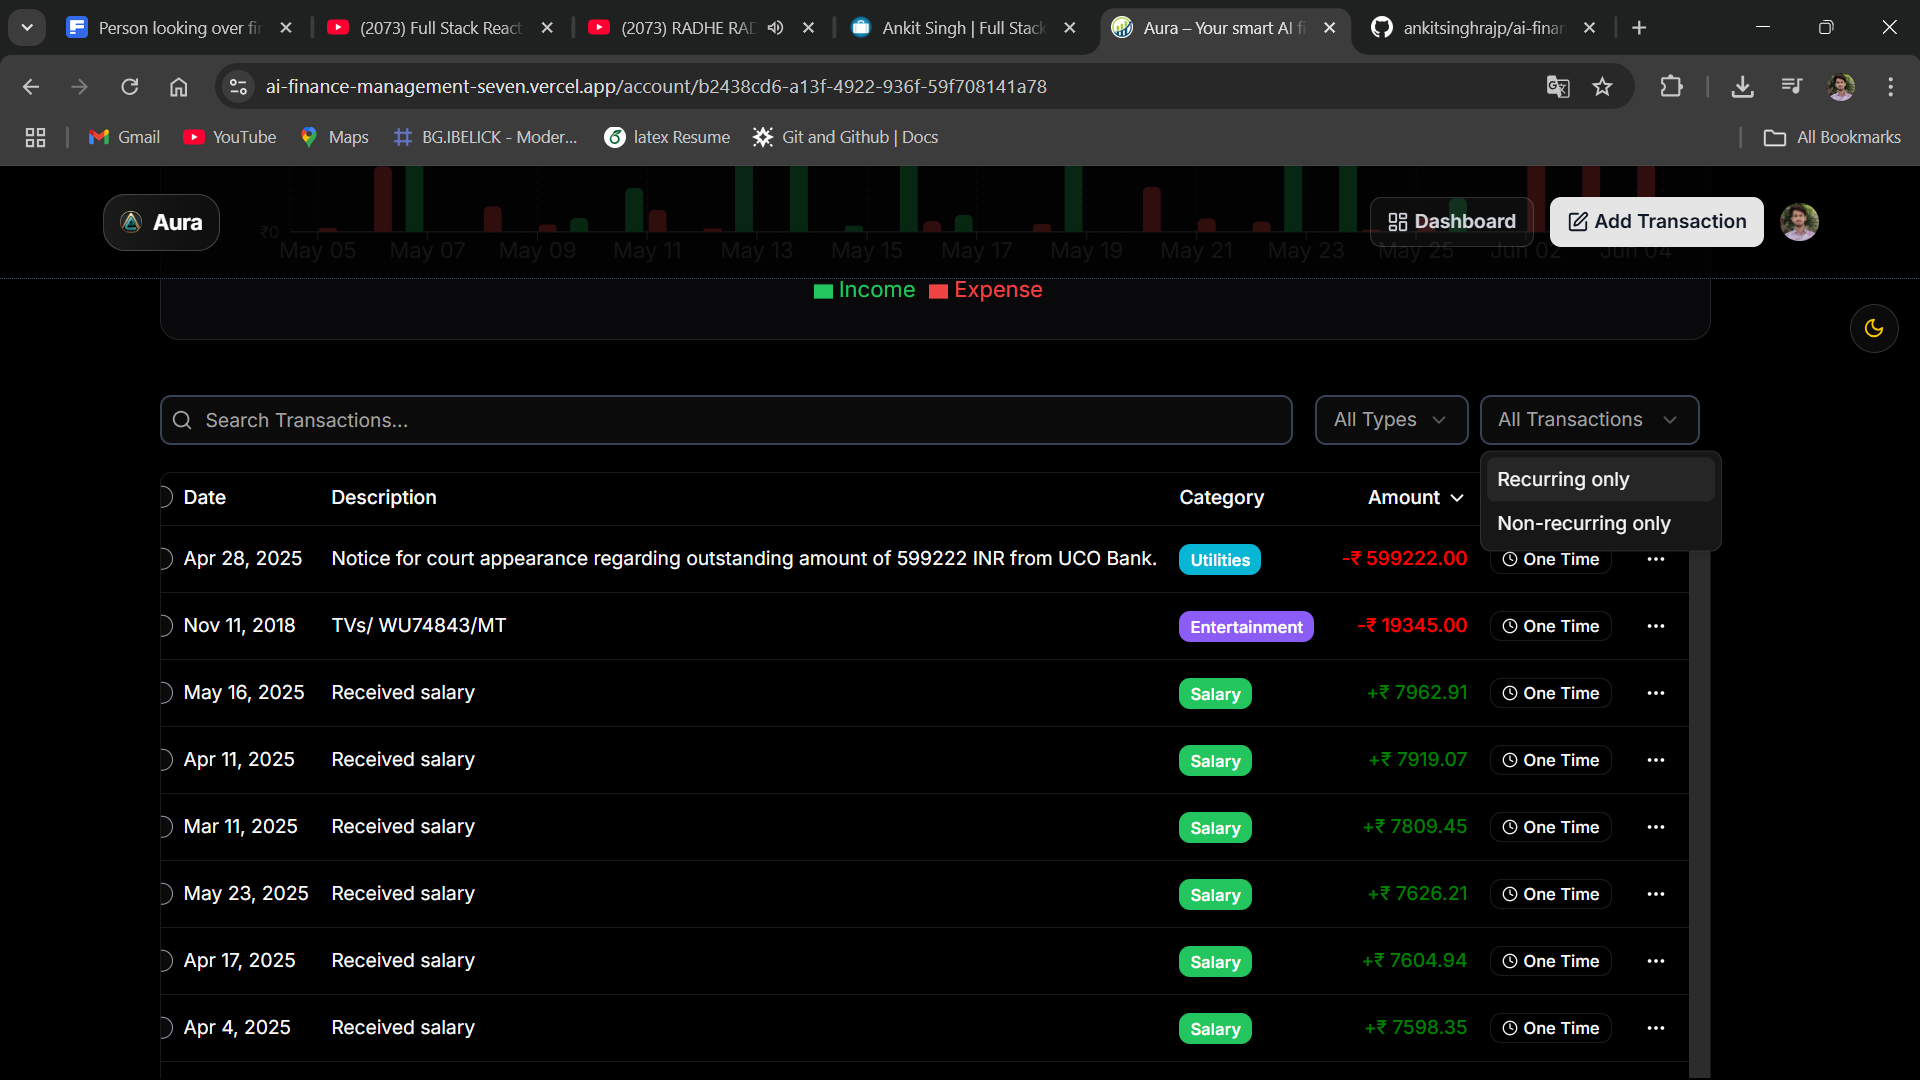 Person looking over fi
(2073) Full Stack React
(2073) RADHE RAD
Ankit Singh | Full Stack
Aura – Your smart AI fi
ankitsinghrajp/ai-finan
ai-finance-management-seven.vercel.app/account/b2438cd6-a13f-4922-936f-59f708141a78
Gmail
YouTube
Maps
BG.IBELICK - Moder...
latex Resume
Git and Github | Docs
All Bookmarks
Aura
Dashboard
Add Transaction
₹0
May 05 May 07 May 09 May 11 May 13 May 15 May 17 May 19 May 21 May 23 May 25 Jun 02 Jun 04
Income Expense
Search Transactions...
All Types
All Transactions
Recurring only
Non-recurring only
Date Description Category Amount
Apr 28, 2025 Notice for court appearance regarding outstanding amount of 599222 INR from UCO Bank. Utilities -₹ 599222.00 One Time
Nov 11, 2018 TVs/ WU74843/MT Entertainment -₹ 19345.00 One Time
May 16, 2025 Received salary Salary +₹ 7962.91 One Time
Apr 11, 2025 Received salary Salary +₹ 7919.07 One Time
Mar 11, 2025 Received salary Salary +₹ 7809.45 One Time
May 23, 2025 Received salary Salary +₹ 7626.21 One Time
Apr 17, 2025 Received salary Salary +₹ 7604.94 One Time
Apr 4, 2025 Received salary Salary +₹ 7598.35 One Time